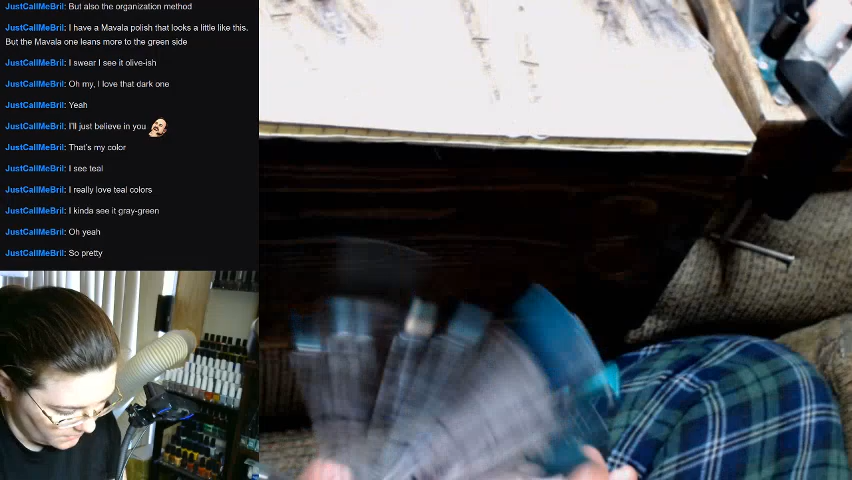 JustCallMeBril: But also the organization method
JustCallMeBril: I have a Mavala polish that looks a little like this.
But the Mavala one leans more to the green side
JustCallMeBril: I swear I see it olive-ish
JustCallMeBril: Oh my, I love that dark one
JustCallMeBril: Yeah
JustCallMeBril: I'll just believe in you
JustCallMeBril: That's my color
JustCallMeBril: I see teal
JustCallMeBril: I really love teal colors
JustCallMeBril: I kinda see it gray-green
JustCallMeBril: Oh yeah
JustCallMeBril: So pretty